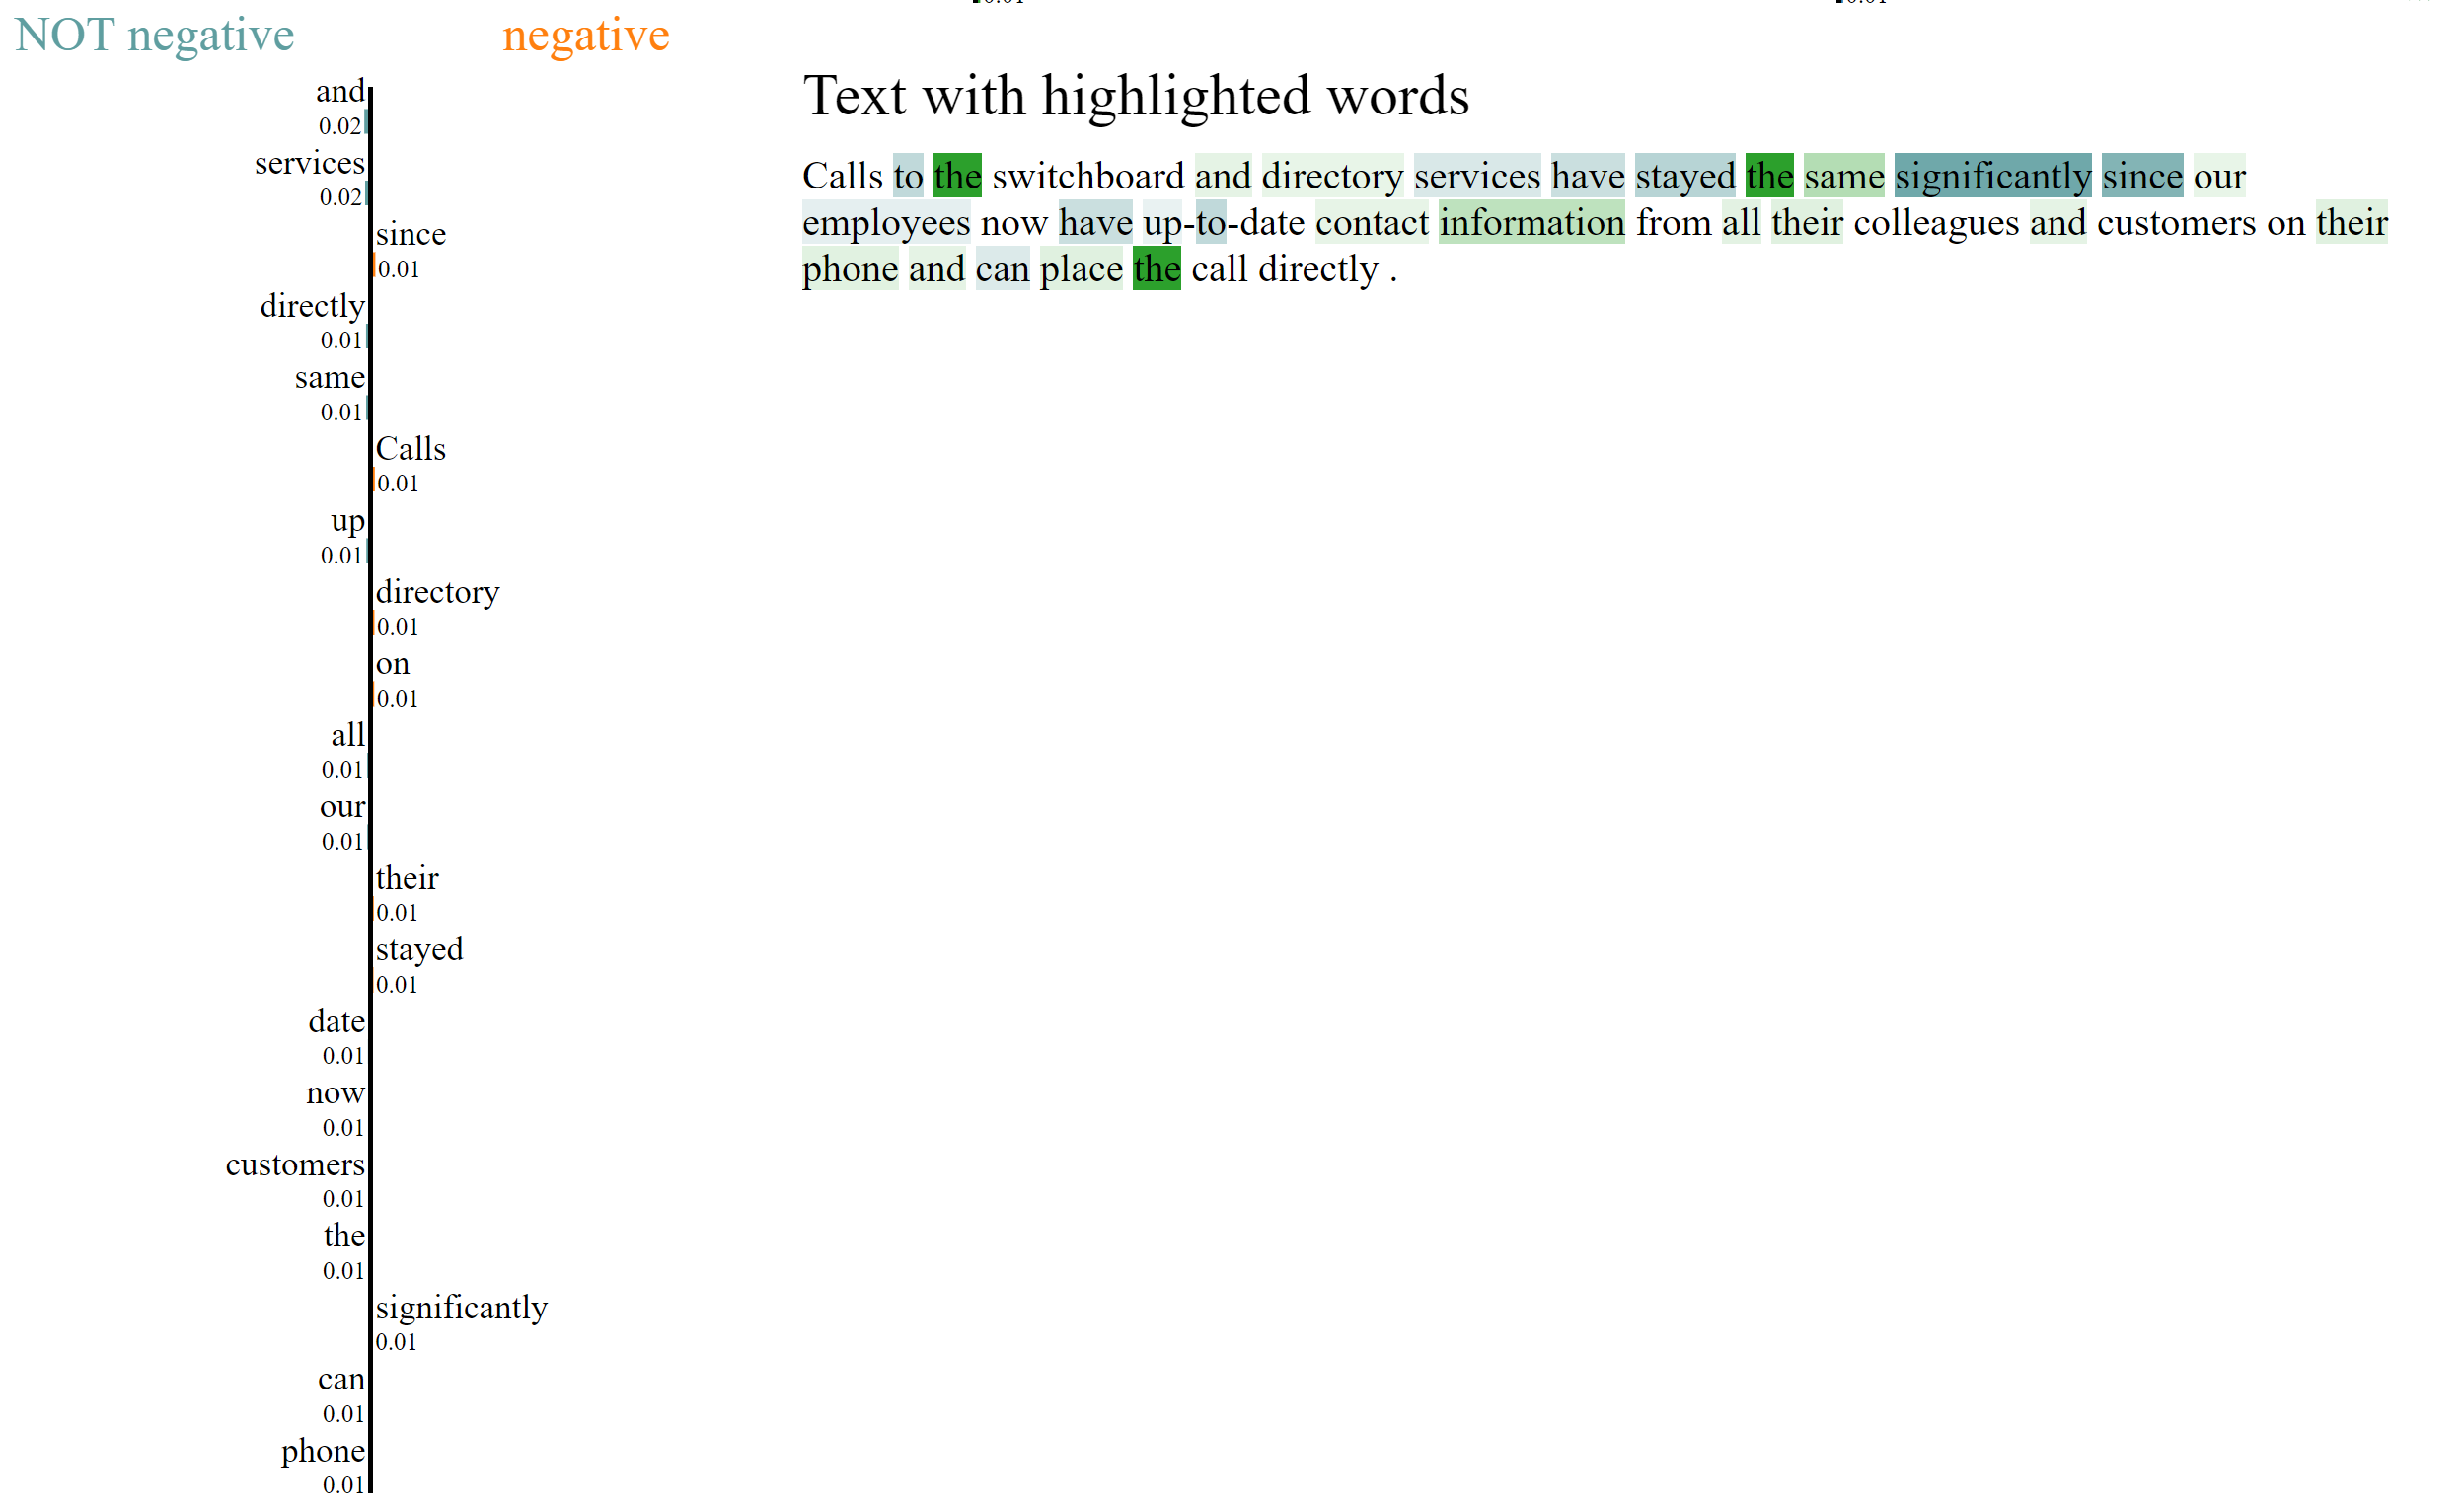 NOT negative
negative
and
0.02
services
0.02
since
0.01
directly
0.01
same
0.01
Calls
0.01
up
0.01
directory
0.01
on
0.01
all
0.01
our
0.01
their
0.01
stayed
0.01
date
0.01
now
0.01
customers
0.01
the
0.01
significantly
0.01
can
0.01
phone
0.01
Text with highlighted words
Calls to the switchboard and directory services have stayed the same significantly since our
employees now have up-to-date contact information from all their colleagues and customers on their
phone and can place the call directly .